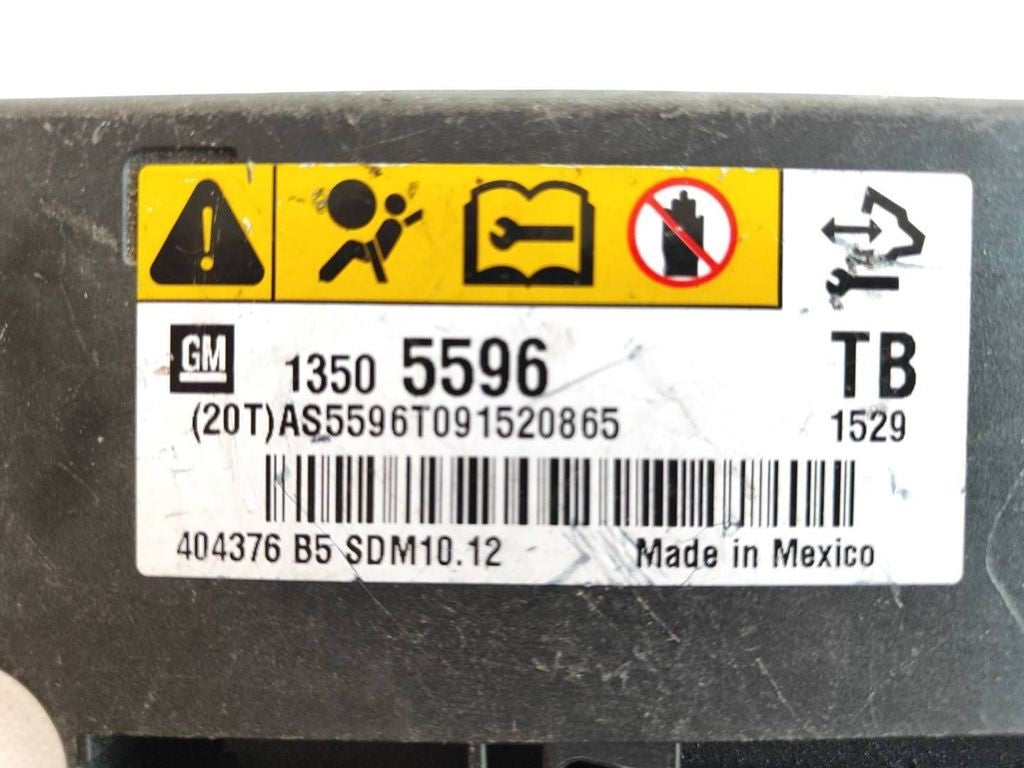 GM 1350 5596 TB
(20T)AS5596T091520865 1529
404376 B5 SDM10.12 Made in Mexico